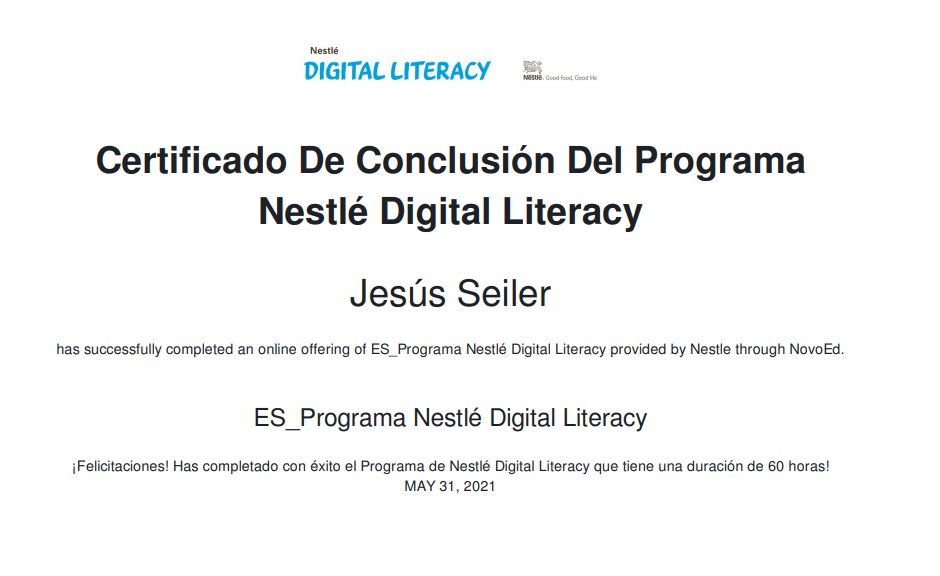 Nestlé
DIGITAL LITERACY
Nestlé. Good food, Good life
Certificado De Conclusión Del Programa
Nestlé Digital Literacy
Jesús Seiler
has successfully completed an online offering of ES_Programa Nestlé Digital Literacy provided by Nestle through NovoEd.
ES_Programa Nestlé Digital Literacy
¡Felicitaciones! Has completado con éxito el Programa de Nestlé Digital Literacy que tiene una duración de 60 horas!
MAY 31, 2021